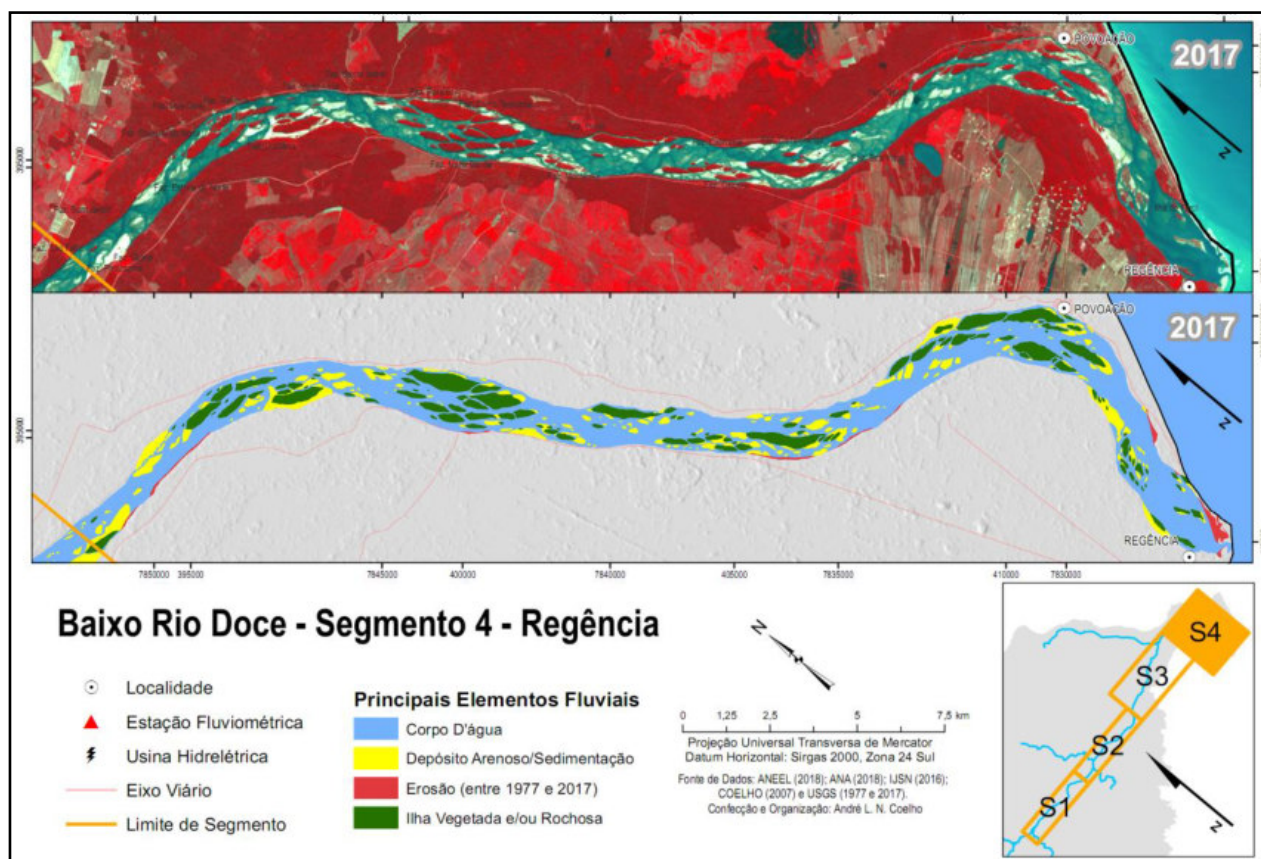 POVOAÇÃO
2017
N
395000
REGÊNCIA
POVOAÇÃO
2017
N
395000
REGÊNCIA
7850000 395000 7845000 400000 7840000 405000 7835000 410000 7830000
Baixo Rio Doce - Segmento 4 - Regência
Localidade
Estação Fluviométrica
Usina Hidrelétrica
Eixo Viário
Limite de Segmento
Principais Elementos Fluviais
Corpo D'água
Depósito Arenoso/Sedimentação
Erosão (entre 1977 e 2017)
Ilha Vegetada e/ou Rochosa
N
0 1,25 2,5 5 7,5 km
Projeção Universal Transversa de Mercator
Datum Horizontal: Sirgas 2000, Zona 24 Sul
Fonte de Dados: ANEEL (2018); ANA (2018); IJSN (2016);
COELHO (2007) e USGS (1977 e 2017).
Confecção e Organização: André L. N. Coelho
S4
S3
S2
S1
N